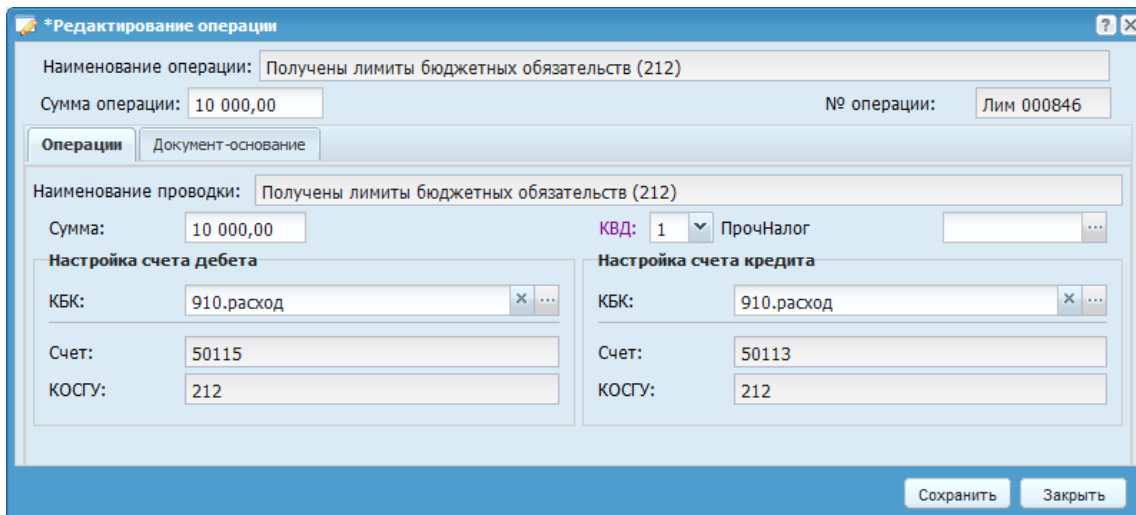 *Редактирование операции
Наименование операции: Получены лимиты бюджетных обязательств (212)
Сумма операции: 10 000,00 № операции: Лим 000846
Операции Документ-основание
Наименование проводки: Получены лимиты бюджетных обязательств (212)
Сумма: 10 000,00 КВД: 1 ПрочНалог
Настройка счета дебета Настройка счета кредита
КБК: 910.расход КБК: 910.расход
Счет: 50115 Счет: 50113
КОСГУ: 212 КОСГУ: 212
Сохранить Закрыть